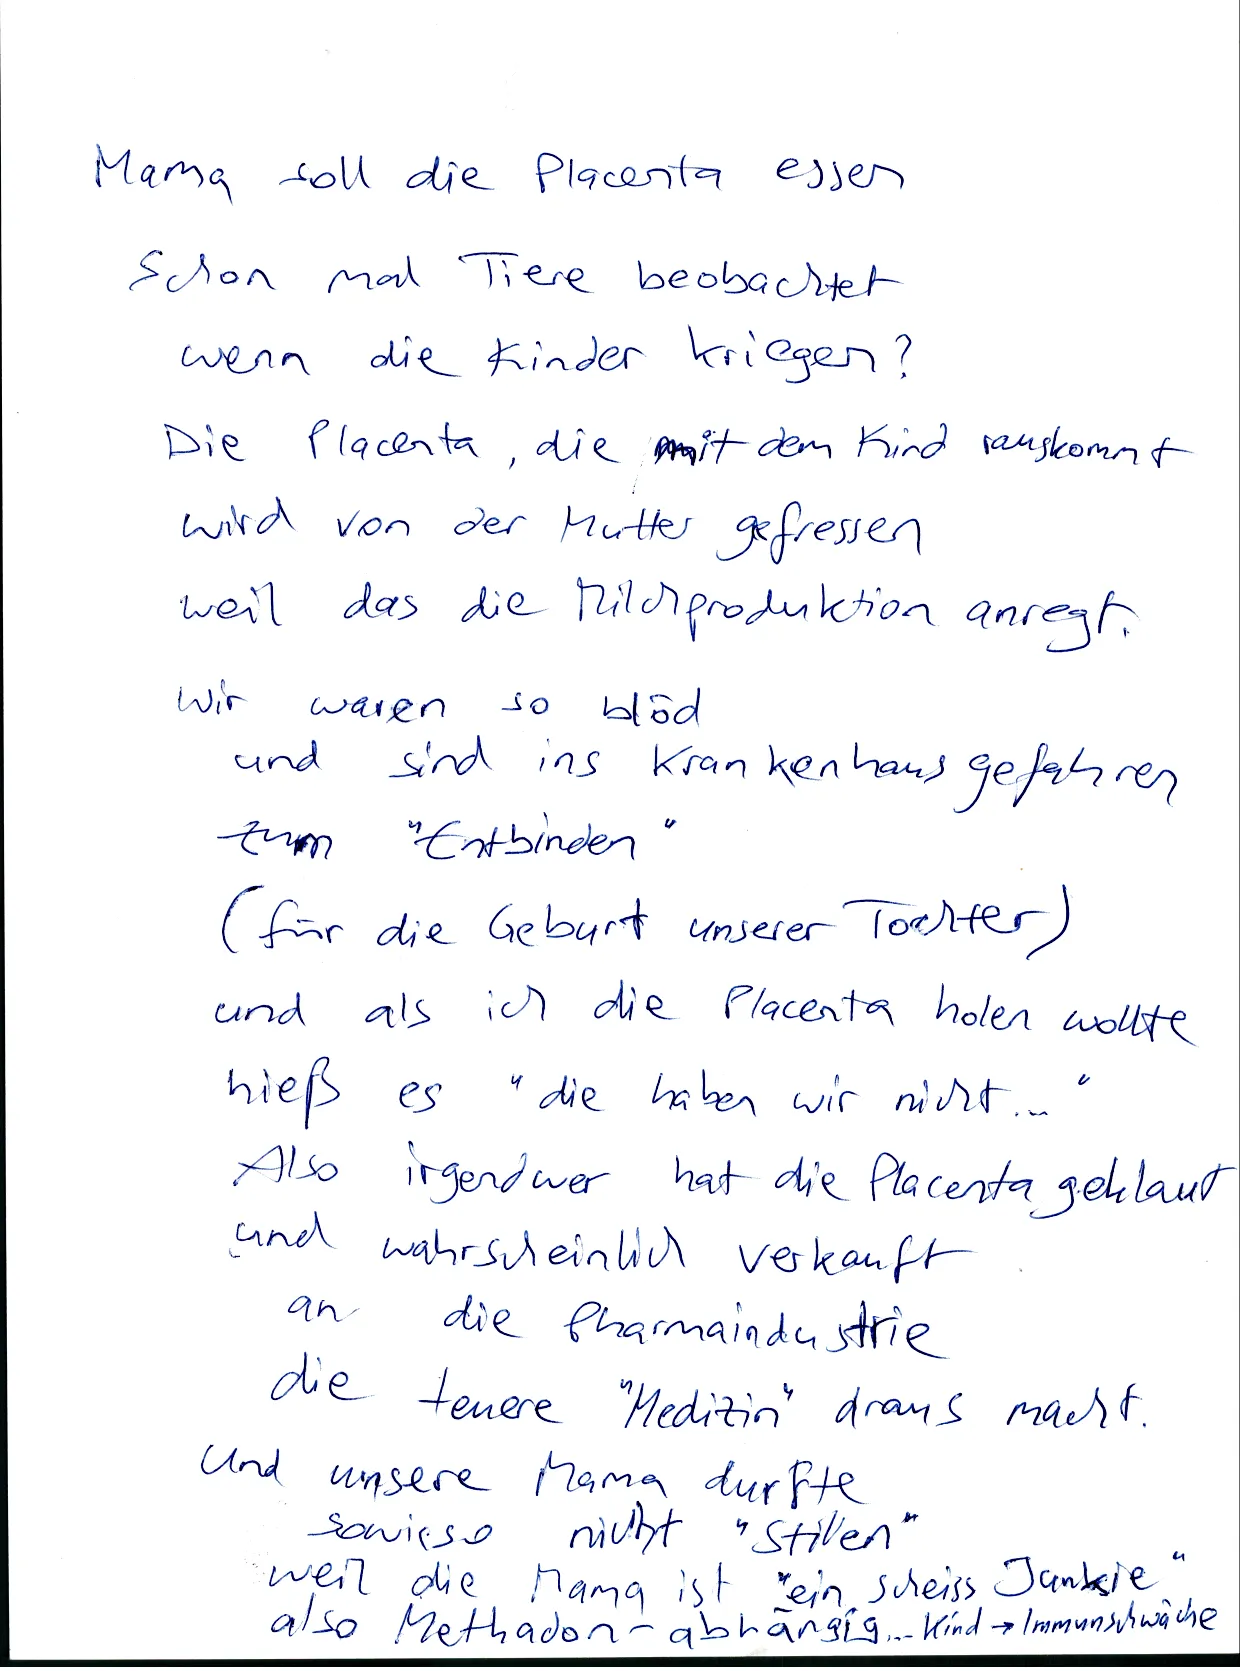 Mama soll die Placenta essen
Schon mal Tiere beobachtet
wenn die Kinder kriegen?
Die Placenta, die mit dem Kind rauskommt
wird von der Mutter gefressen
weil das die Milchproduktion anregt.
Wir waren so blöd
und sind ins Krankenhaus gefahren
zum "Entbinden"
(für die Geburt unserer Tochter)
und als ich die Placenta holen wollte
hieß es "die haben wir nicht..."
Also irgendwer hat die Placenta geklaut
und wahrscheinlich verkauft
an die Pharmaindustrie
die teuere "Medizin" draus macht.
Und unsere Mama durfte
sowieso nicht "Stillen"
weil die Mama ist "ein scheiss Junkie"
also Methadon-abhängig... Kind → Immunschwäche